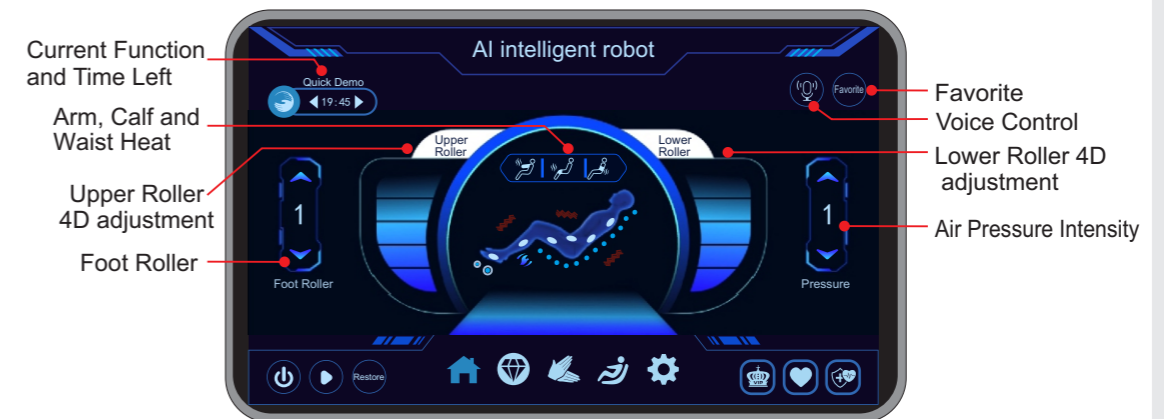 AI intelligent robot
Current Function
and Time Left
Quick Demo
19:45
Favorite
Favorite
Voice Control
Arm, Calf and
Waist Heat
Upper
Roller
Lower
Roller
Lower Roller 4D
adjustment
Upper Roller
4D adjustment
1
1
Air Pressure Intensity
Foot Roller
Foot Roller
Pressure
Restore
VIP